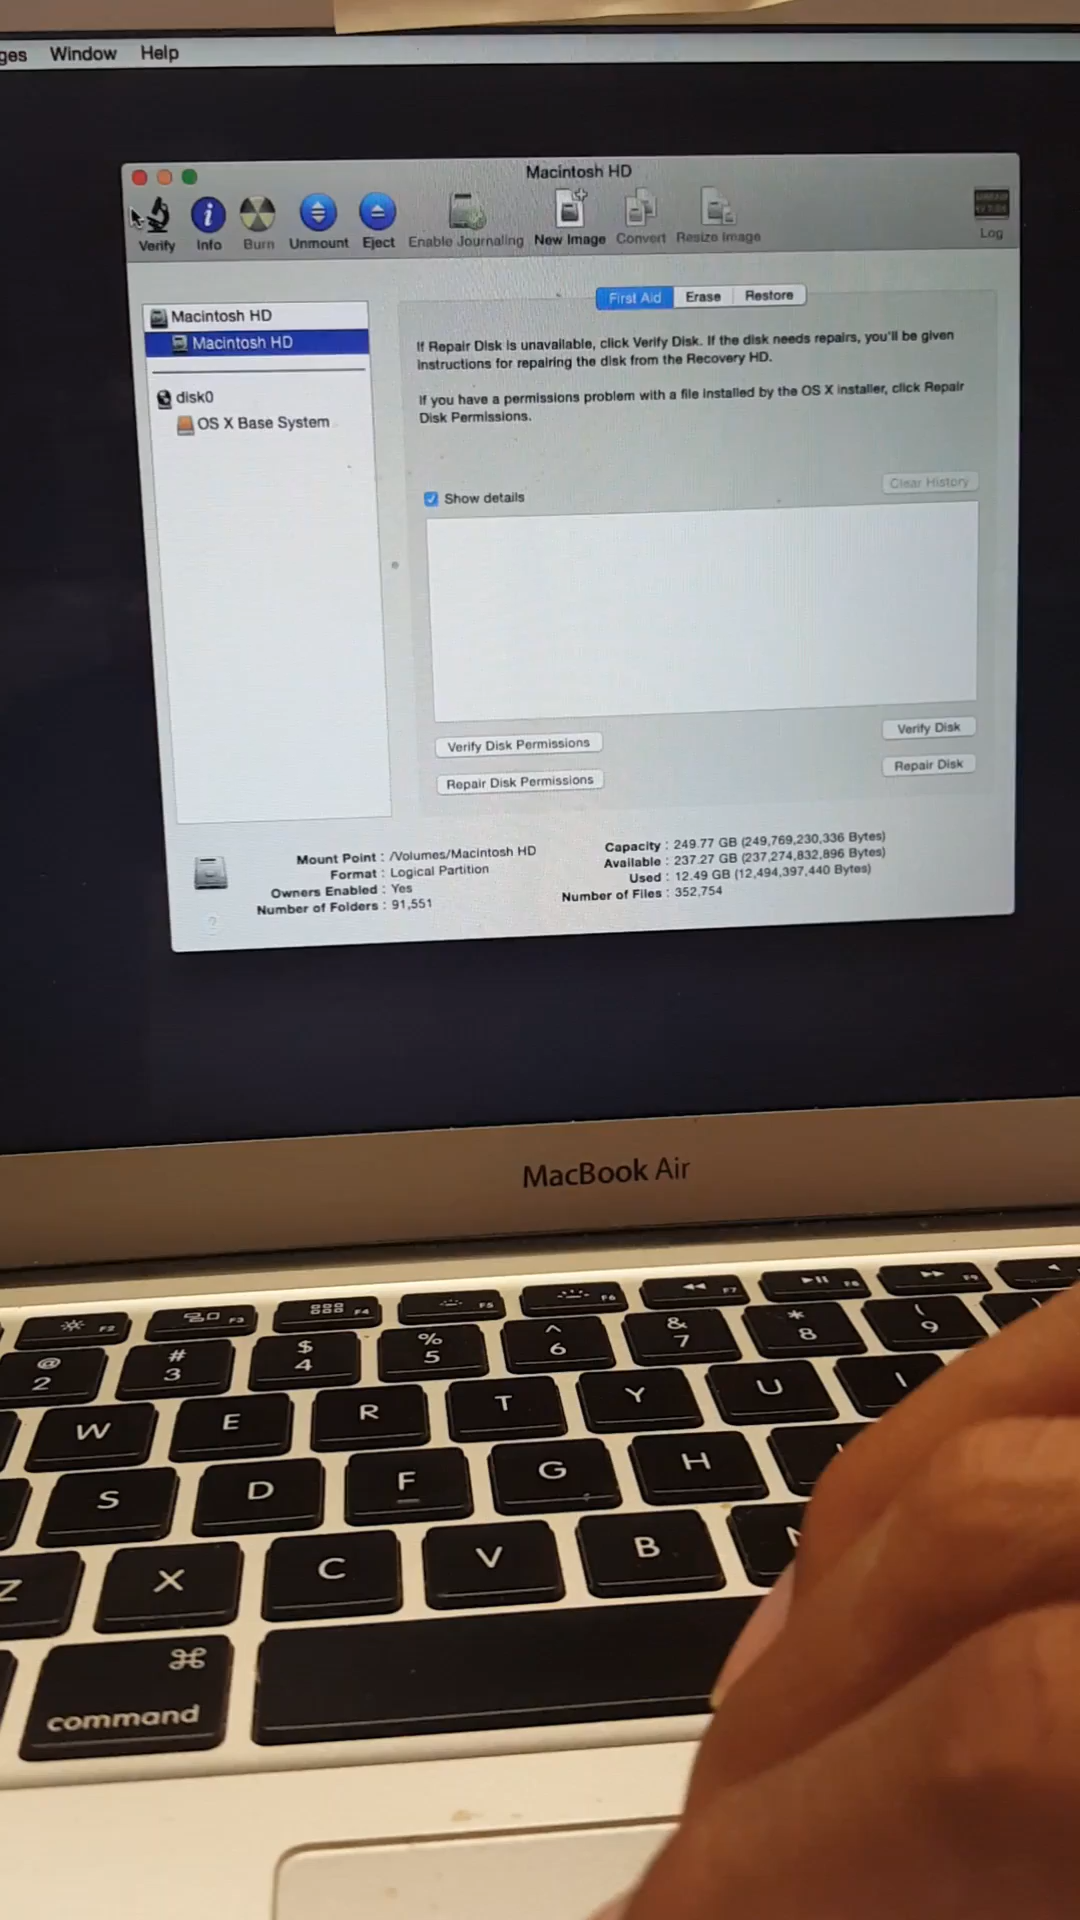 ges Window Help
Macintosh HD
Verify Info Burn Unmount Eject Enable Journaling New Image Convert Resize Image Log
Macintosh HD
Macintosh HD
disk0
OS X Base System
First Aid Erase Restore
If Repair Disk is unavailable, click Verify Disk. If the disk needs repairs, you'll be given
instructions for repairing the disk from the Recovery HD.
If you have a permissions problem with a file installed by the OS X installer, click Repair
Disk Permissions.
Show details
Clear History
Verify Disk Permissions
Verify Disk
Repair Disk Permissions
Repair Disk
Mount Point : /Volumes/Macintosh HD
Format : Logical Partition
Owners Enabled : Yes
Number of Folders : 91,551
Capacity : 249.77 GB (249,769,230,336 Bytes)
Available : 237.27 GB (237,274,832,896 Bytes)
Used : 12.49 GB (12,494,397,440 Bytes)
Number of Files : 352,754
?
MacBook Air
F2 F3 F4 F5 F6 F7 F8 F9
@ # $ % ^ & * (
2 3 4 5 6 7 8 9
W E R T Y U I
S D F G H
Z X C V B N
⌘
command